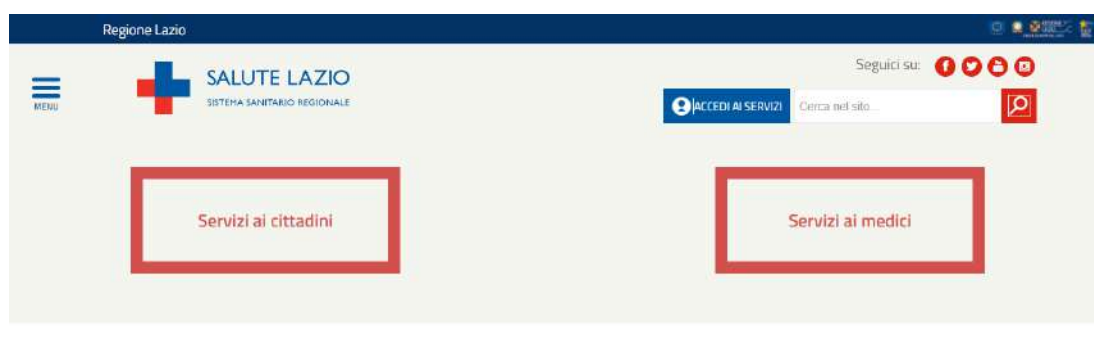 Regione Lazio
SALUTE LAZIO
SISTEMA SANITARIO REGIONALE
MENU
Seguici su:
ACCEDI AI SERVIZI
Cerca nel sito...
Servizi ai cittadini
Servizi ai medici